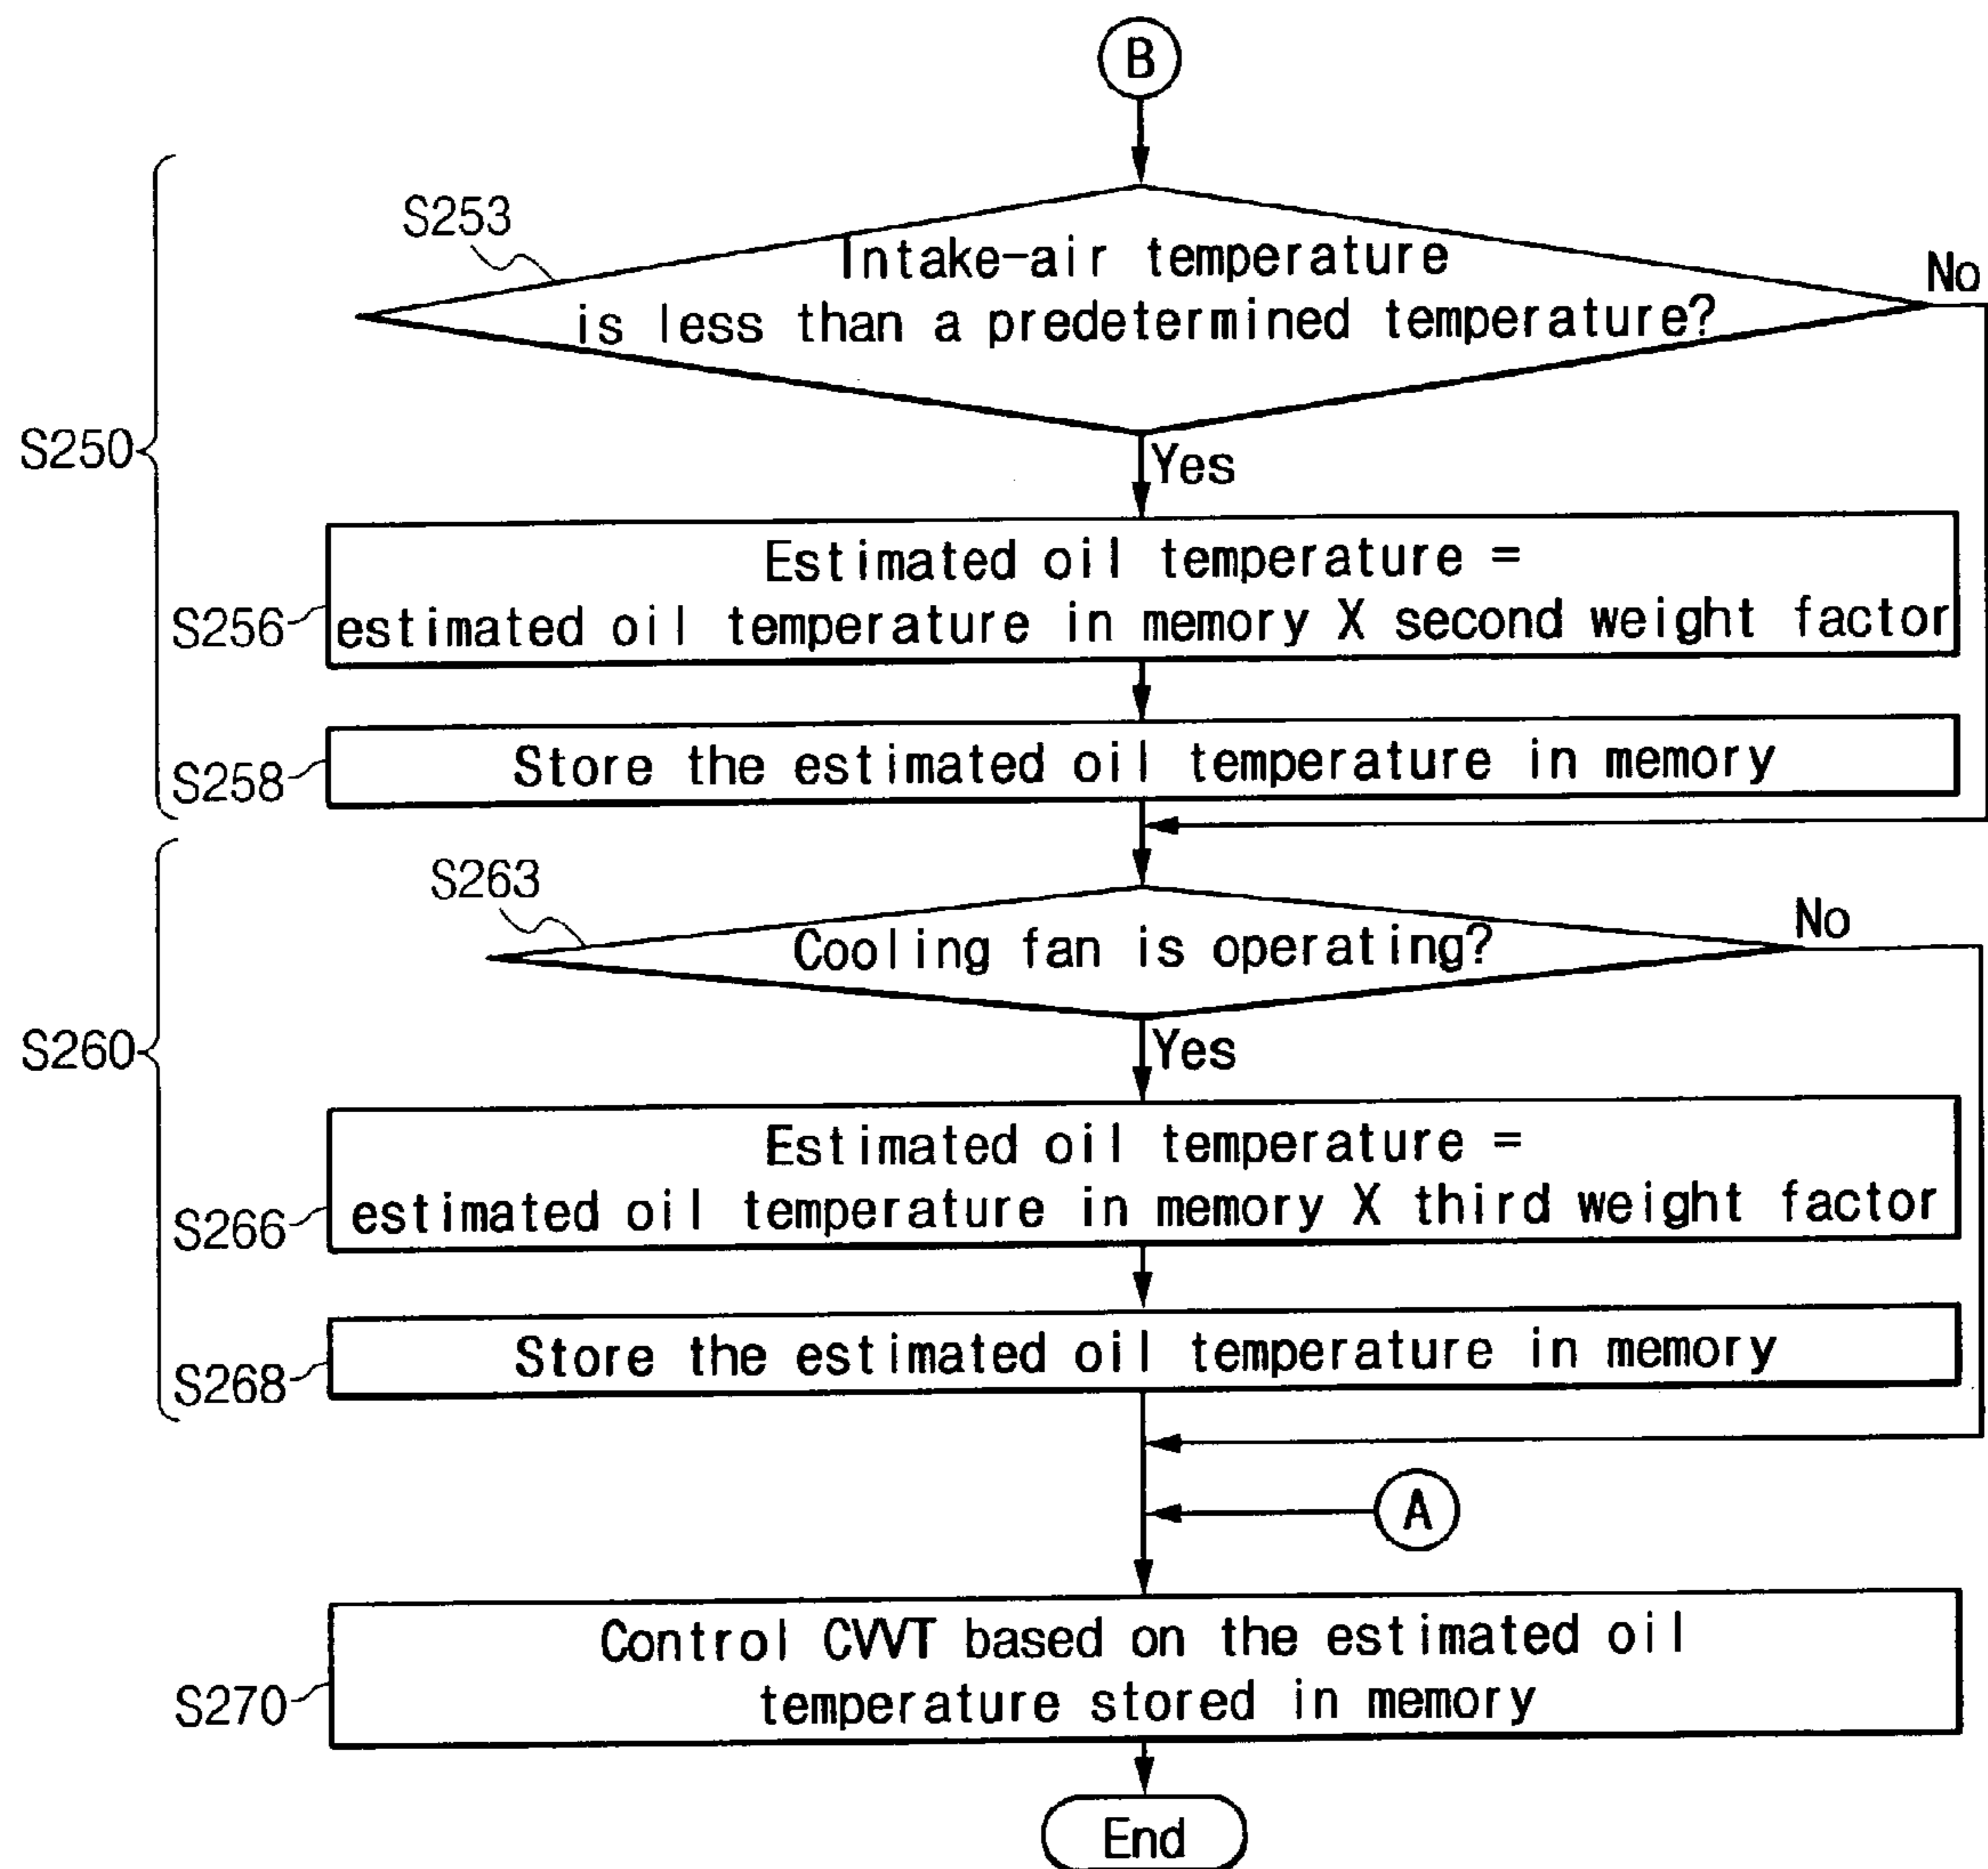 B
S253
Intake-air temperature
is less than a predetermined temperature?
No
S250
Yes
Estimated oil temperature =
S256
estimated oil temperature in memory X second weight factor
S258
Store the estimated oil temperature in memory
S263
Cooling fan is operating?
No
S260
Yes
Estimated oil temperature =
S266
estimated oil temperature in memory X third weight factor
S268
Store the estimated oil temperature in memory
A
Control CVVT based on the estimated oil
S270
temperature stored in memory
End